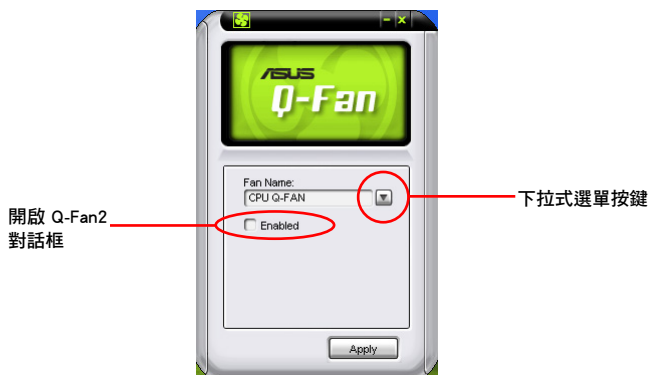 ASUS
Q-Fan
Fan Name:
CPU Q-FAN
下拉式選單按鍵
開啟 Q-Fan2
對話框
Enabled
Apply